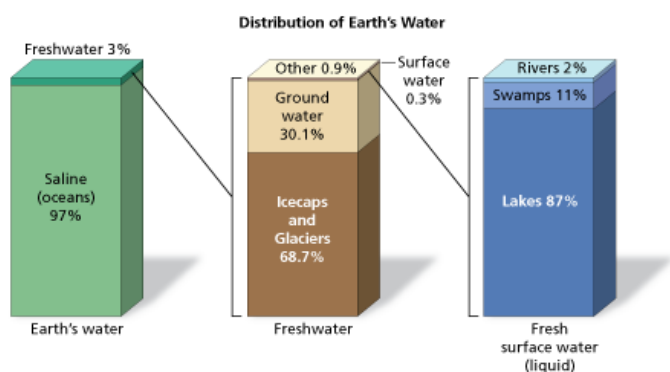 Distribution of Earth's Water
Freshwater 3%
Saline
(oceans)
97%
Earth's water
Other 0.9%
Surface
water
0.3%
Ground
water
30.1%
Icecaps
and
Glaciers
68.7%
Freshwater
Rivers 2%
Swamps 11%
Lakes 87%
Fresh
surface water
(liquid)